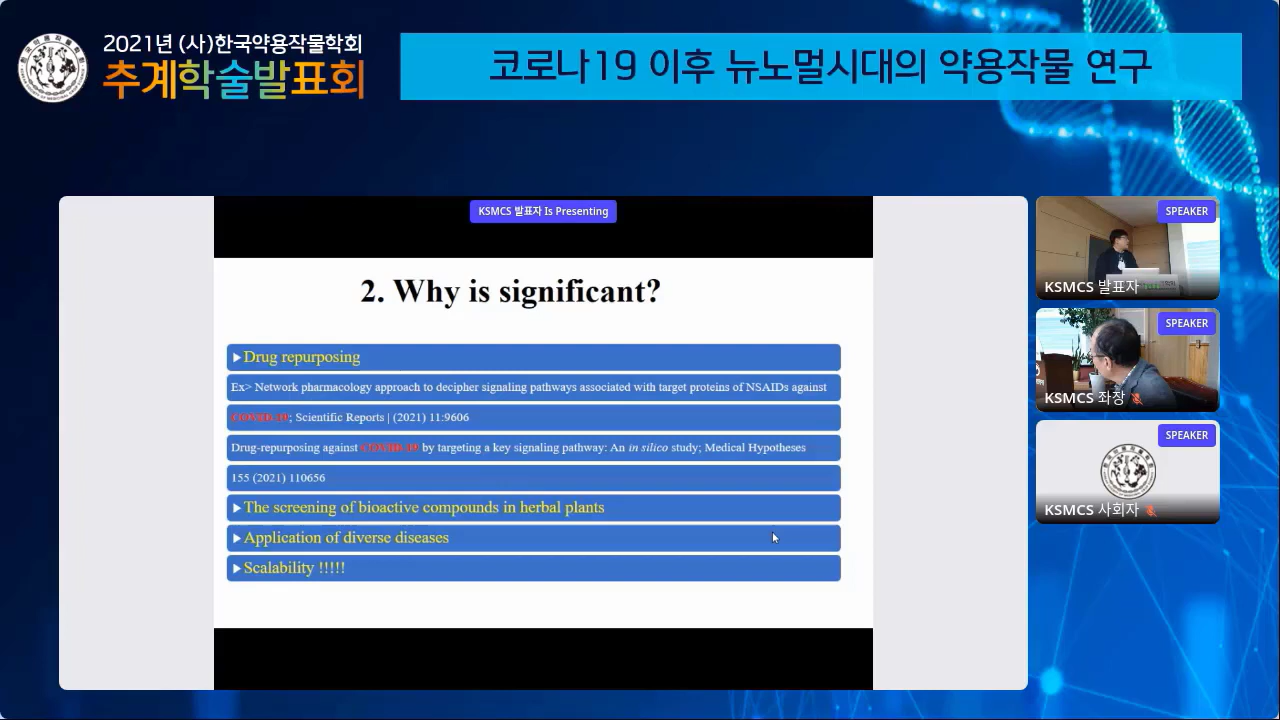 2021년 (사)한국약용작물학회
추계학술발표회
코로나19 이후 뉴노멀시대의 약용작물 연구
KSMCS 발표자 Is Presenting
2. Why is significant?
Drug repurposing
Ex> Network pharmacology approach to decipher signaling pathways associated with target proteins of NSAIDs against
COVID-19; Scientific Reports | (2021) 11:9606
Drug-repurposing against COVID-19 by targeting a key signaling pathway: An in silico study; Medical Hypotheses
155 (2021) 110656
The screening of bioactive compounds in herbal plants
Application of diverse diseases
Scalability !!!!!
SPEAKER
KSMCS 발표자
SPEAKER
KSMCS 좌장
SPEAKER
KSMCS 사회자